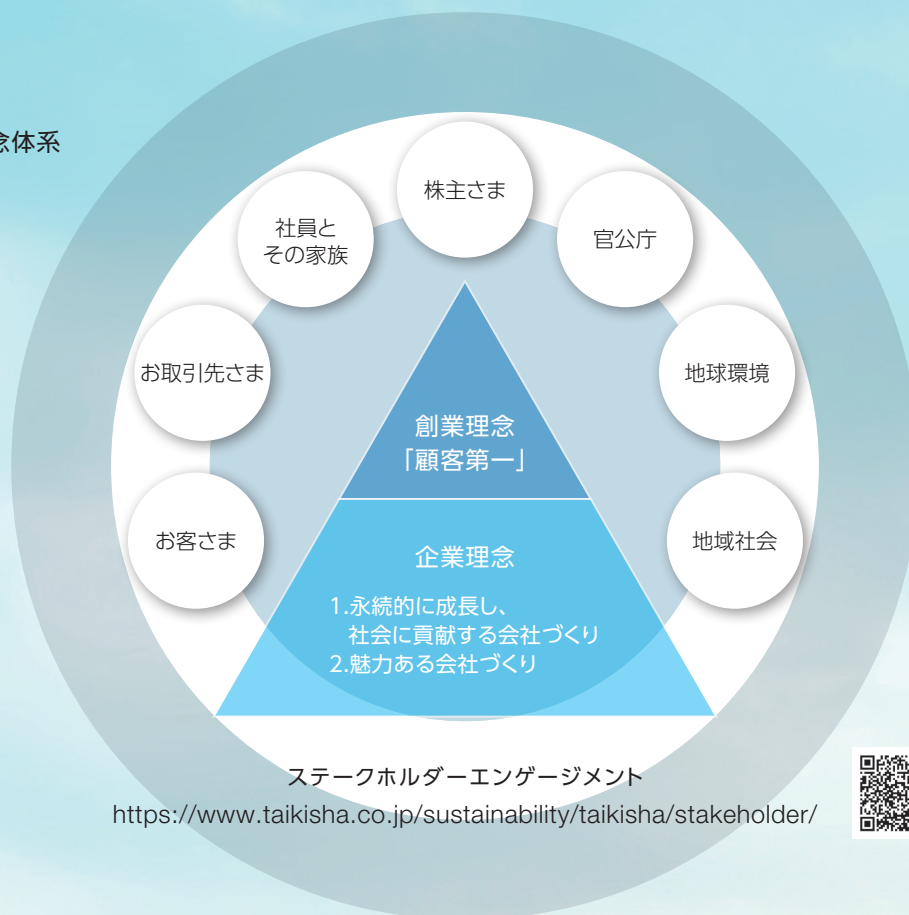 念体系
株主さま
社員と
その家族
官公庁
お取引先さま
地球環境
創業理念
「顧客第一」
お客さま
地域社会
企業理念
1.永続的に成長し、
社会に貢献する会社づくり
2.魅力ある会社づくり
ステークホルダーエンゲージメント
https://www.taikisha.co.jp/sustainability/taikisha/stakeholder/